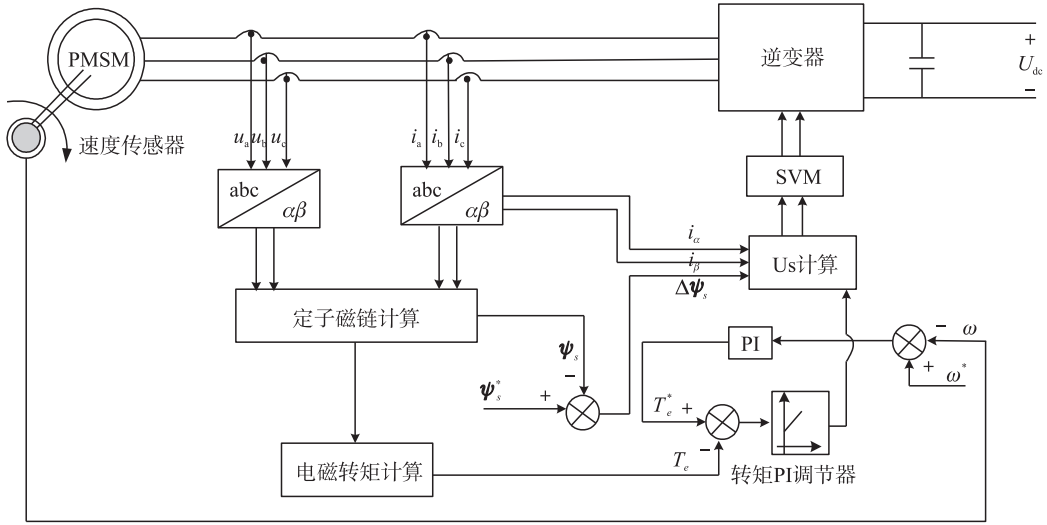 PMSM
逆变器
+
U_dc
−
速度传感器
u_a u_b u_c
i_a i_b i_c
SVM
abc
αβ
abc
αβ
i_α
i_β
Δψ_s
Us计算
定子磁链计算
ψ_s
−
PI
−
ω
+
ω*
ψ_s*
+
T_e*
+
−
T_e
电磁转矩计算
转矩PI调节器